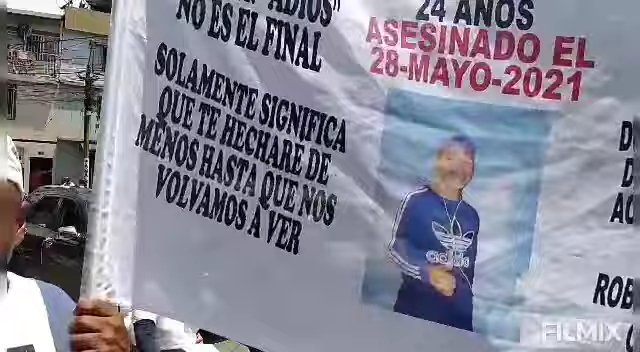 "ADIOS"
NO ES EL FINAL
SOLAMENTE SIGNIFICA
QUE TE HECHARE DE
MENOS HASTA QUE NOS
VOLVAMOS A VER
24 AÑOS
ASESINADO EL
28-MAYO-2021
adidas
ROB
FILMIX